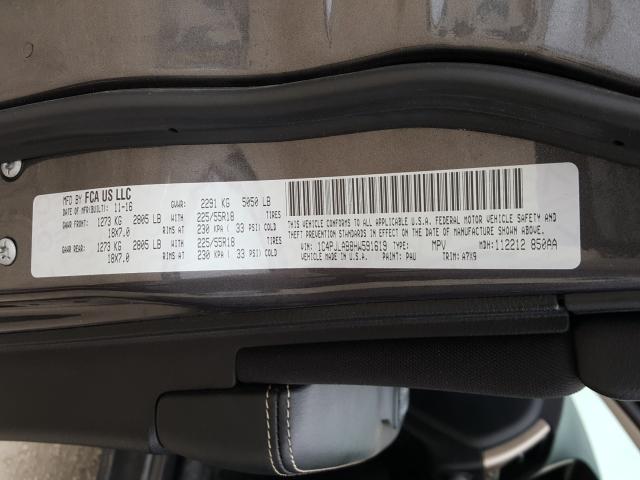 MFD BY FCA US LLC
DATE OF MFR(BUILT): 11-16 GVWR: 2291 KG 5050 LB
GAWR FRONT: 1273 KG 2805 LB WITH 225/55R18 TIRES
18X7.0 AT 230 KPA ( 33 PSI) COLD
GAWR REAR: 1273 KG 2805 LB WITH 225/55R18 TIRES
18X7.0 AT 230 KPA ( 33 PSI) COLD
THIS VEHICLE CONFORMS TO ALL APPLICABLE U.S.A. FEDERAL MOTOR VEHICLE SAFETY AND
THEFT PREVENTION STANDARDS IN EFFECT ON THE DATE OF MANUFACTURE SHOWN ABOVE.
VIN: TYPE: MPV MDH: 112212 850AA
VEHICLE MADE IN U.S.A. PAINT: PAU TRIM: A7X9